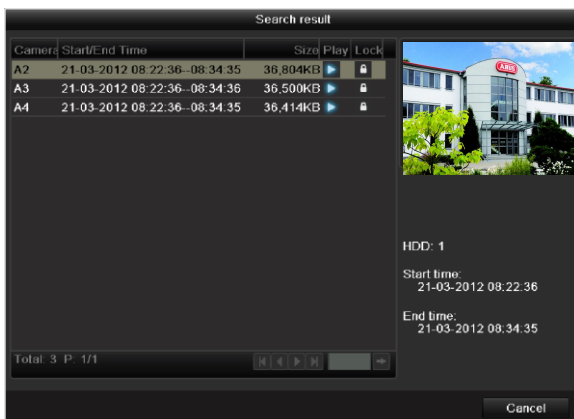 Search result
Camera Start/End Time Size Play Lock
A2 21-03-2012 08:22:36--08:34:35 36,804KB
A3 21-03-2012 08:22:36--08:34:36 36,500KB
A4 21-03-2012 08:22:36--08:34:35 36,414KB
ABUS
HDD: 1
Start time:
21-03-2012 08:22:36
End time:
21-03-2012 08:34:35
Total: 3 P: 1/1
Cancel